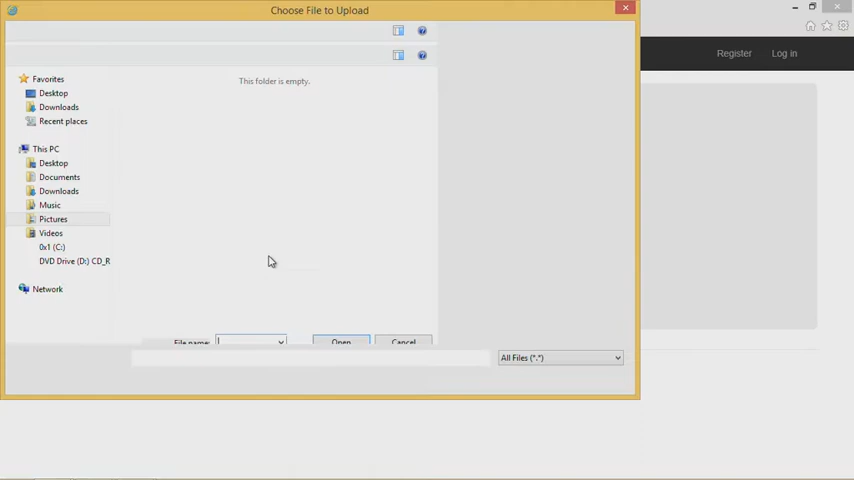 Choose File to Upload
Register
Log in
Favorites
Desktop
Downloads
Recent places
This PC
Desktop
Documents
Downloads
Music
Pictures
Videos
0x1 (C:)
DVD Drive (D:) CD_R
Network
This folder is empty.
File name:
Open
Cancel
All Files (*.*)